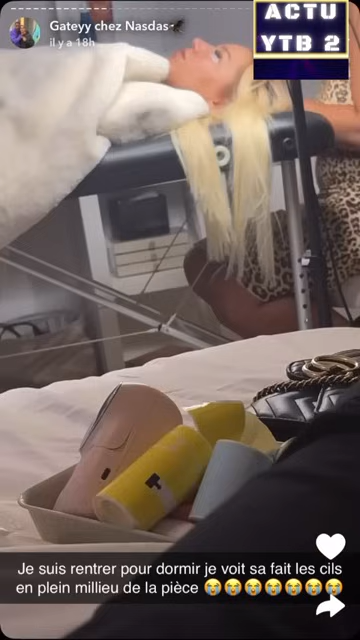 ACTU
YTB 2
Gateyy chez Nasdas
il y a 18h
Je suis rentrer pour dormir je voit sa fait les cils
en plein millieu de la pièce 😭😭😭😭😭😭😭